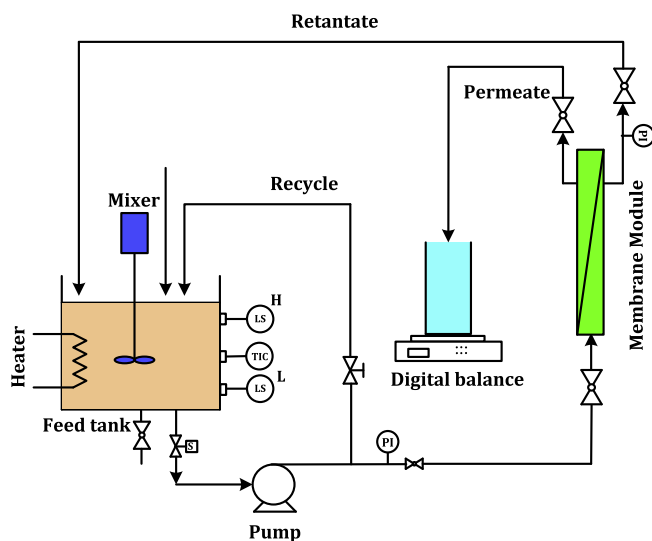 Retantate
Permeate
PI
Recycle
Mixer
Membrane Module
H
LS
TIC
L
LS
Heater
Digital balance
Feed tank
S
PI
Pump